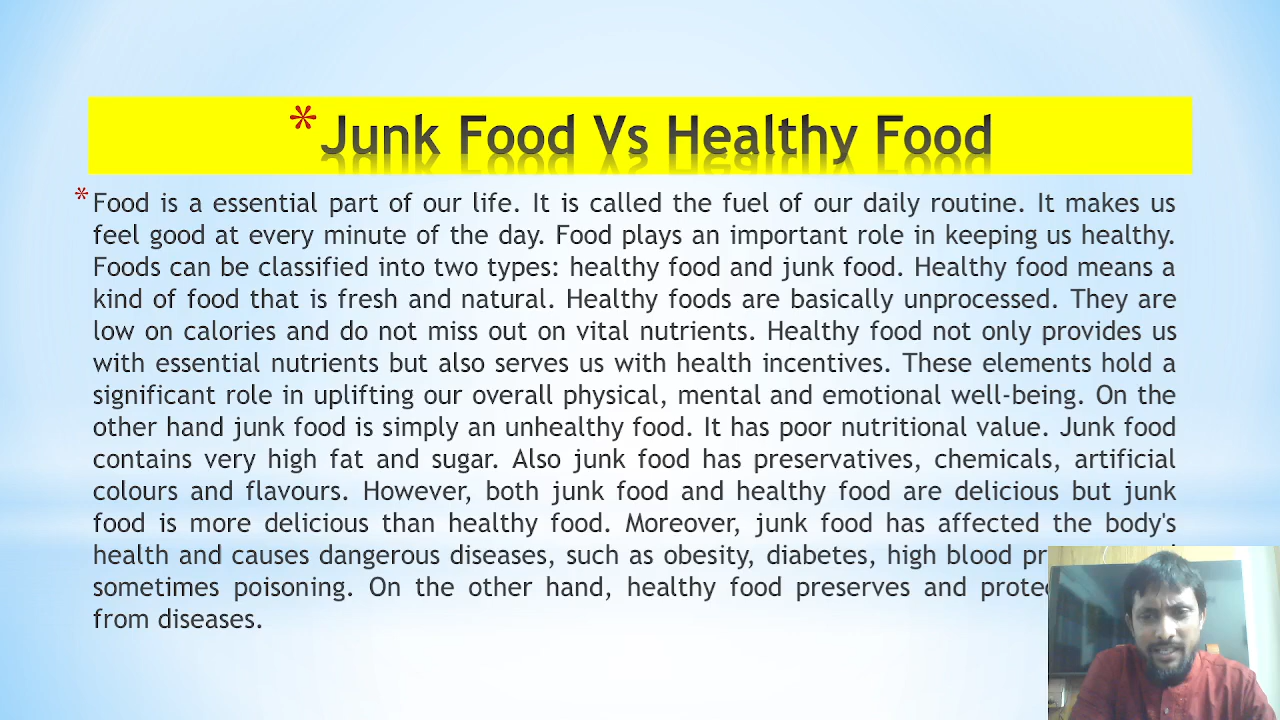 * Junk Food Vs Healthy Food
* Food is a essential part of our life. It is called the fuel of our daily routine. It makes us
feel good at every minute of the day. Food plays an important role in keeping us healthy.
Foods can be classified into two types: healthy food and junk food. Healthy food means a
kind of food that is fresh and natural. Healthy foods are basically unprocessed. They are
low on calories and do not miss out on vital nutrients. Healthy food not only provides us
with essential nutrients but also serves us with health incentives. These elements hold a
significant role in uplifting our overall physical, mental and emotional well-being. On the
other hand junk food is simply an unhealthy food. It has poor nutritional value. Junk food
contains very high fat and sugar. Also junk food has preservatives, chemicals, artificial
colours and flavours. However, both junk food and healthy food are delicious but junk
food is more delicious than healthy food. Moreover, junk food has affected the body's
health and causes dangerous diseases, such as obesity, diabetes, high blood
sometimes poisoning. On the other hand, healthy food preserves and
from diseases.